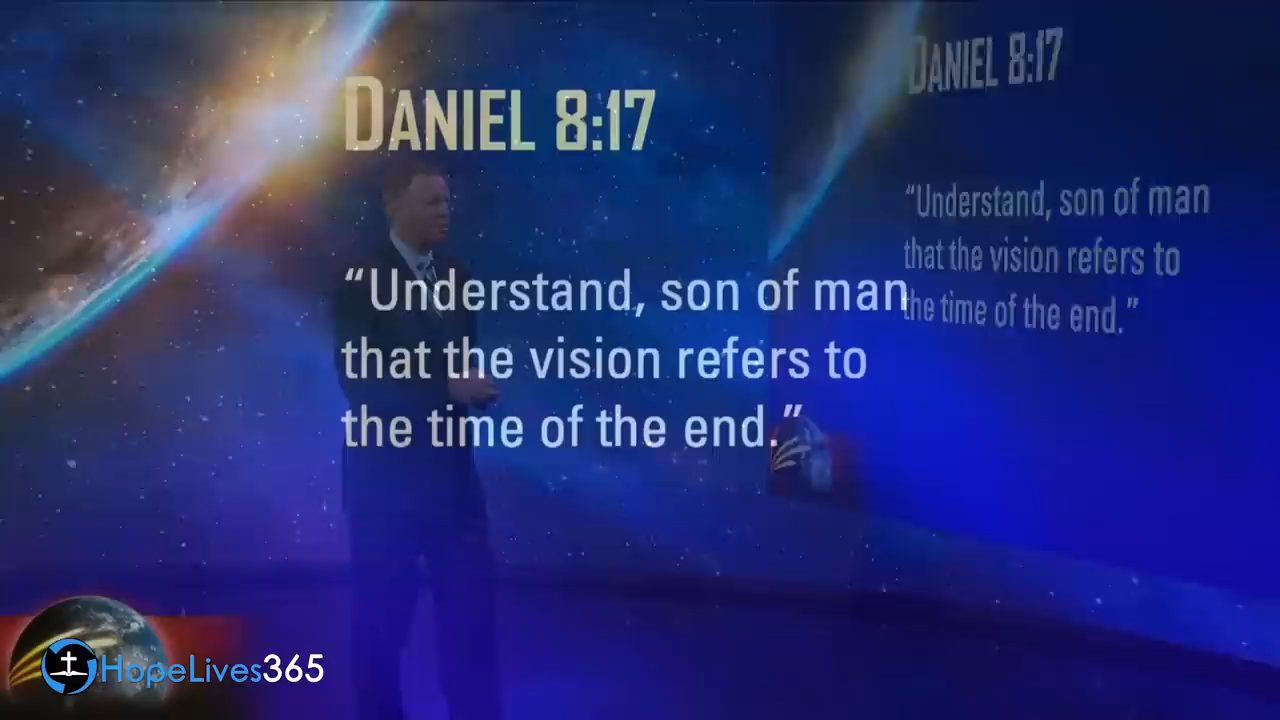 DANIEL 8:17
“Understand, son of man
that the vision refers to
the time of the end.”
DANIEL 8:17
“Understand, son of man
that the vision refers to
the time of the end.”
HopeLives365